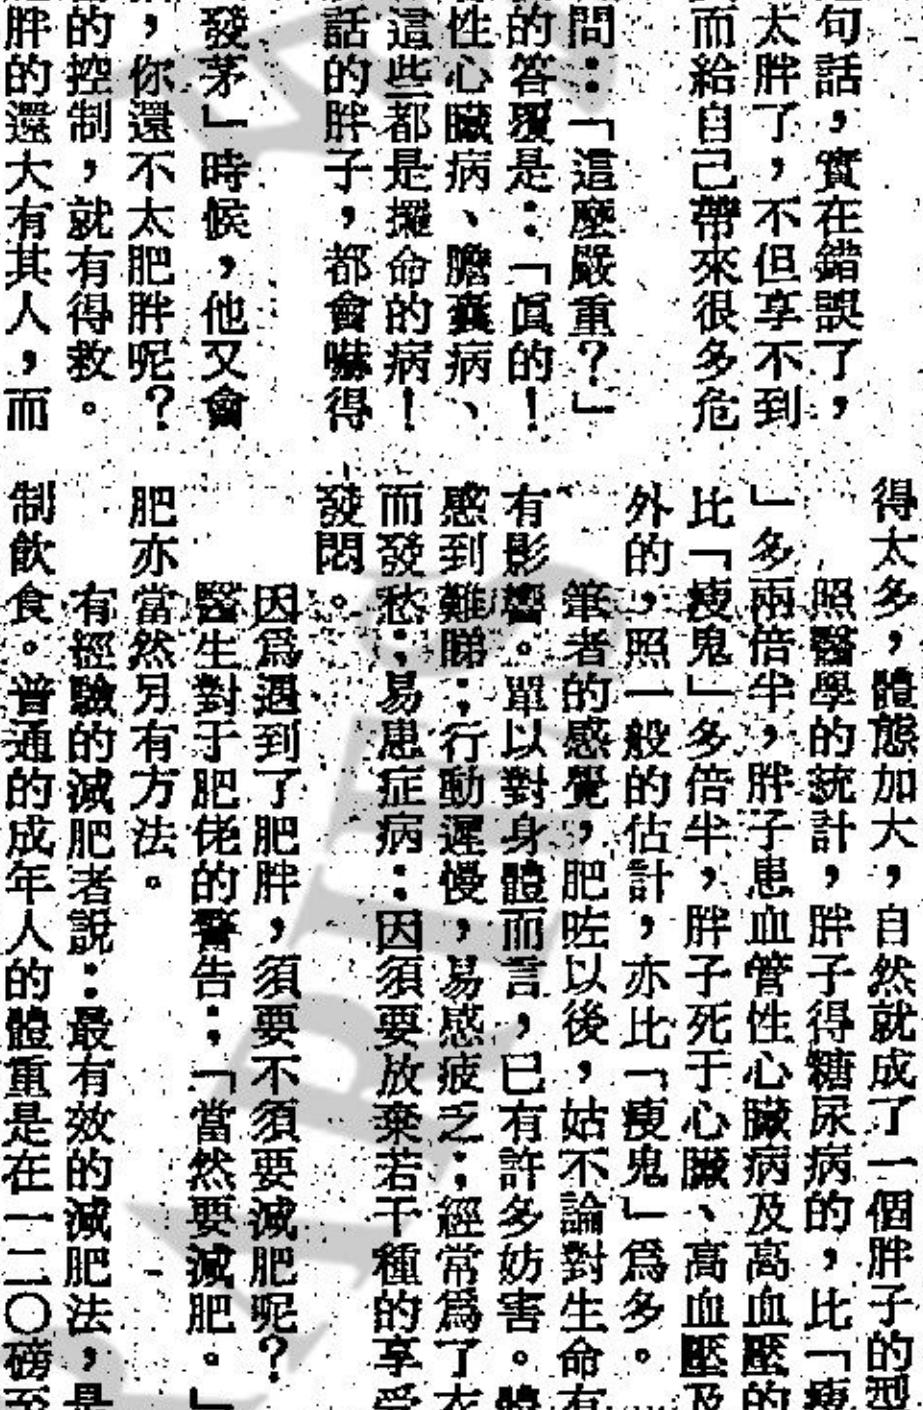 句話，實在錯誤了，
太胖了，不但享不到
而給自己帶來很多危
問：「這麼嚴重？」
的答覆是：「眞的！
性心臟病、膽囊病、
這些都是攞命的病！
話的胖子，都會嚇得
發茅」時候，他又會
，你還不太肥胖呢？
的控制，就有得救。
胖的還大有其人，而
得太多，體態加大，自然就成了一個胖子的型
照醫學的統計，胖子得糖尿病的，比「瘦
」多兩倍半，胖子患血管性心臟病及高血壓的
比「瘦鬼」多倍半，胖子死于心臟、高血壓及
外的，照一般的估計，亦比「瘦鬼」爲多。
筆者的感覺，肥咗以後，姑不論對生命有
有影響。單以對身體而言，已有許多妨害。體
感到難睇；行動遲慢，易感疲乏；經常爲了衣
而發愁；易患症病：因須要放棄若干種的享受
發悶。
因爲遇到了肥胖，須要不須要減肥呢？
醫生對于肥佬的警告：「當然要減肥。」
肥亦當然另有方法。
有經驗的減肥者說：最有效的減肥法，是
制飲食。普通的成年人的體重是在一二〇磅至